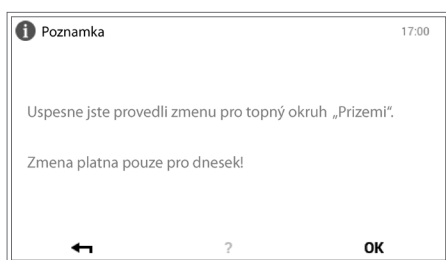 i Poznamka 17:00
Uspesne jste provedli zmenu pro topný okruh „Prizemi“.
Zmena platna pouze pro dnesek!
? OK